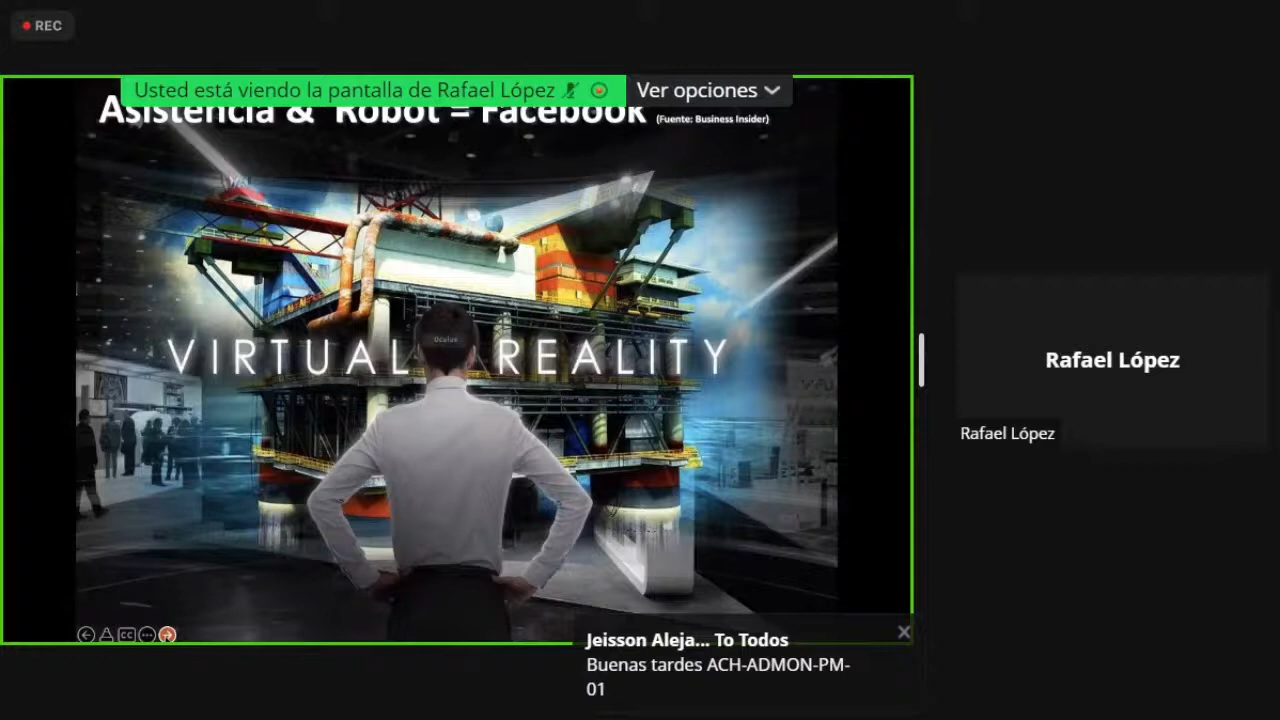 REC
Usted está viendo la pantalla de Rafael López
Ver opciones
Asistencia & Robot = Facebook (Fuente: Business Insider)
Oculus
VIRTUAL REALITY
Rafael López
Rafael López
CC
Jeisson Aleja... To Todos
Buenas tardes ACH-ADMON-PM-
01